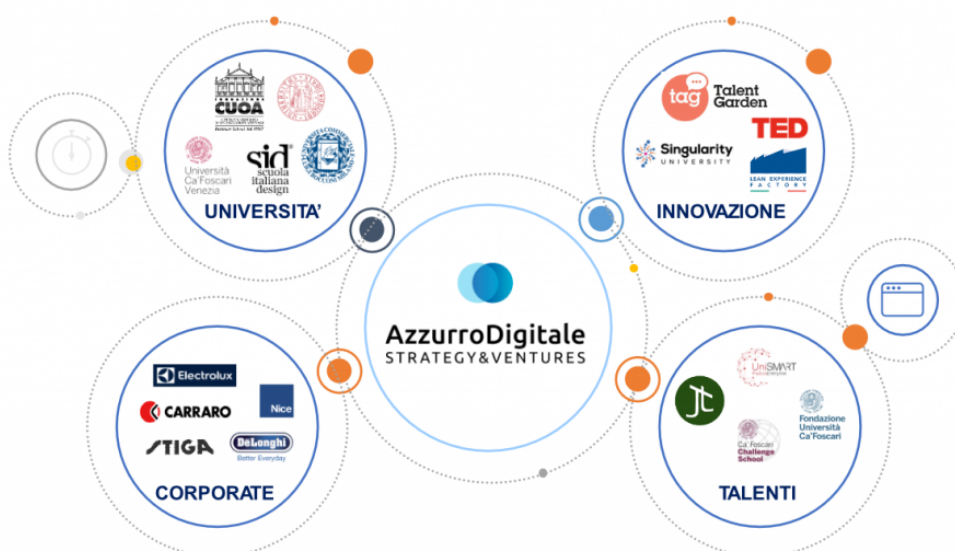 FONDAZIONE
CUOA
Università
Ca'Foscari
Venezia
sid
scuola
italiana
design
UNIVERSITA’
tag
Talent
Garden
TED
Singularity
UNIVERSITY
LEAN EXPERIENCE
FACTORY
INNOVAZIONE
AzzurroDigitale
STRATEGY&VENTURES
Electrolux
CARRARO
Nice
STIGA
DeLonghi
Better Everyday
CORPORATE
UniSMART
jt
Fondazione
Università
Ca'Foscari
Ca' Foscari
Challenge
School
TALENTI